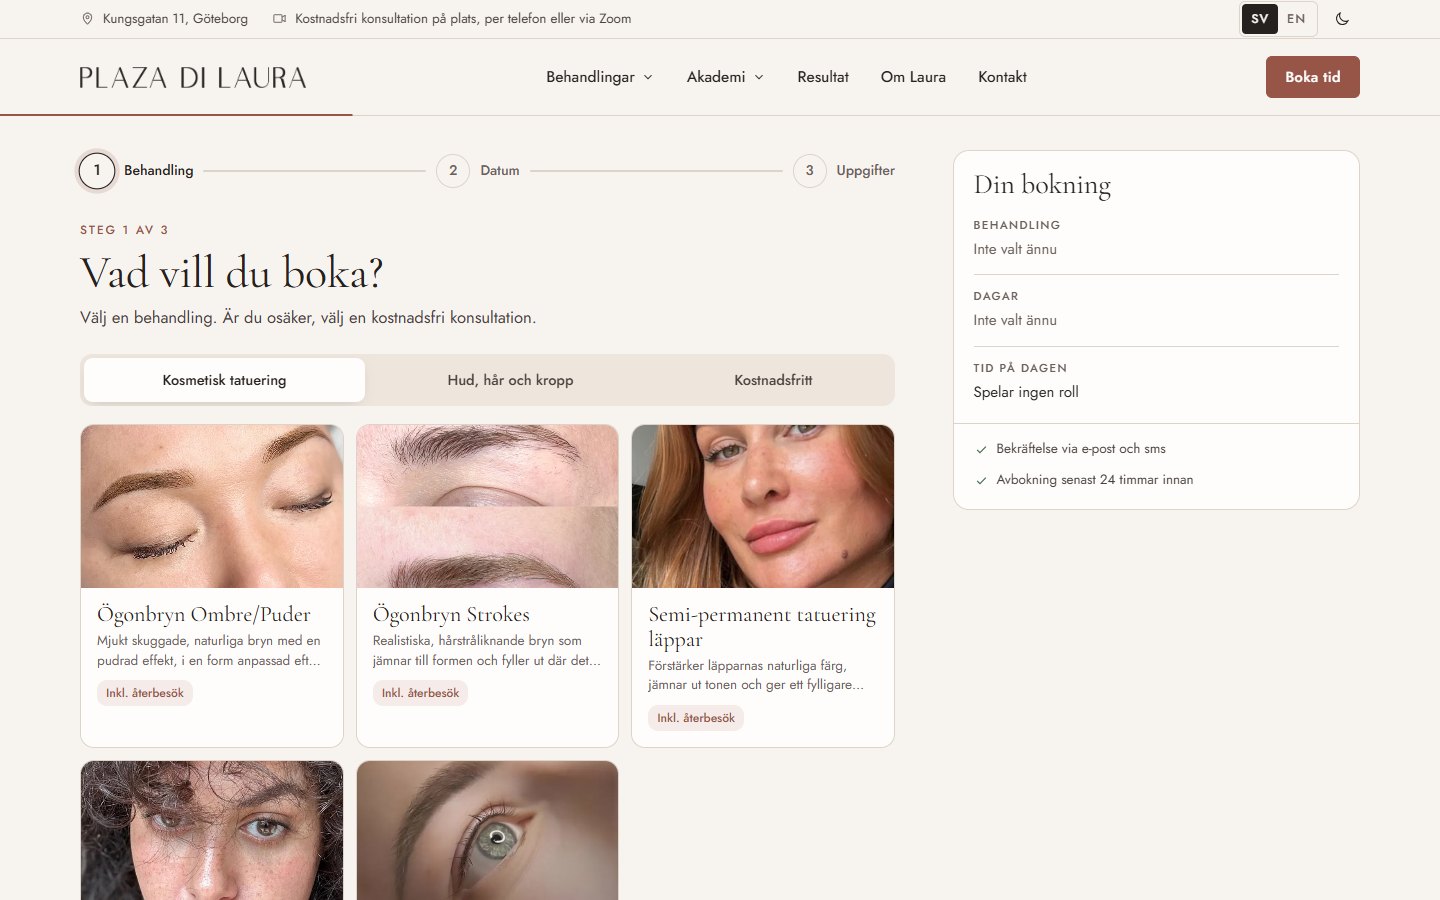 Kungsgatan 11, Göteborg
Kostnadsfri konsultation på plats, per telefon eller via Zoom
SV
EN
PLAZA DI LAURA
Behandlingar
Akademi
Resultat
Om Laura
Kontakt
Boka tid
1
Behandling
2
Datum
3
Uppgifter
STEG 1 AV 3
Vad vill du boka?
Välj en behandling. Är du osäker, välj en kostnadsfri konsultation.
Kosmetisk tatuering
Hud, hår och kropp
Kostnadsfritt
Ögonbryn Ombre/Puder
Mjukt skuggade, naturliga bryn med en
pudrad effekt, i en form anpassad eft...
Inkl. återbesök
Ögonbryn Strokes
Realistiska, hårstråliknande bryn som
jämnar till formen och fyller ut där det...
Inkl. återbesök
Semi-permanent tatuering
läppar
Förstärker läpparnas naturliga färg,
jämnar ut tonen och ger ett fylligare...
Inkl. återbesök
Din bokning
BEHANDLING
Inte valt ännu
DAGAR
Inte valt ännu
TID PÅ DAGEN
Spelar ingen roll
Bekräftelse via e-post och sms
Avbokning senast 24 timmar innan